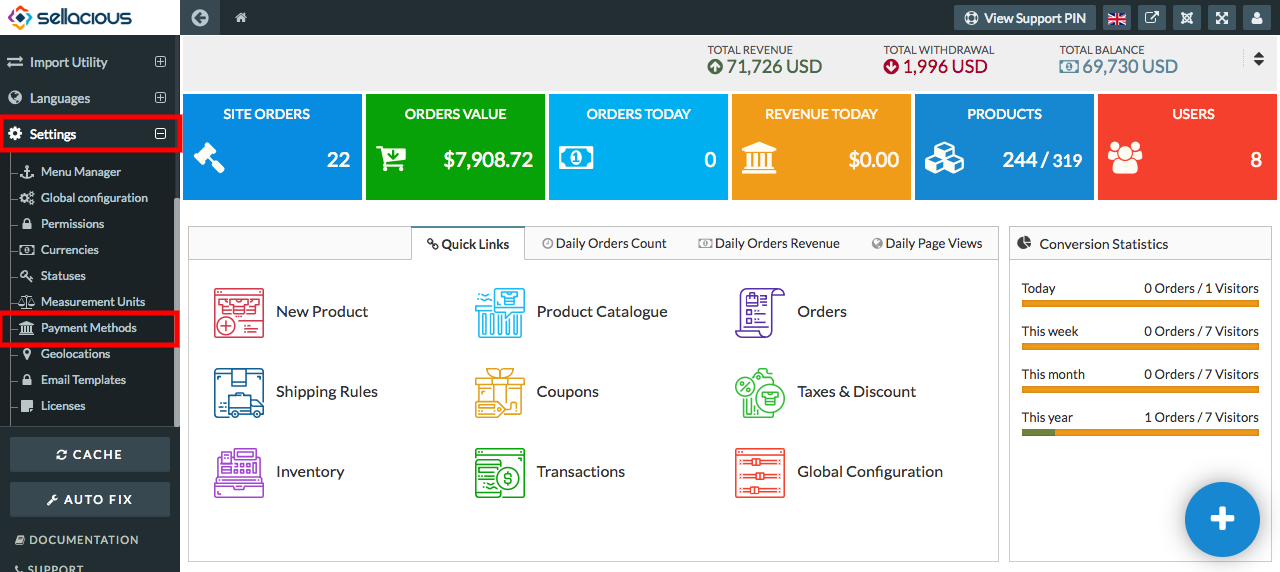 sellacious
View Support PIN
Import Utility
Languages
Settings
Menu Manager
Global configuration
Permissions
Currencies
Statuses
Measurement Units
Payment Methods
Geolocations
Email Templates
Licenses
CACHE
AUTO FIX
DOCUMENTATION
SUPPORT
TOTAL REVENUE
71,726 USD
TOTAL WITHDRAWAL
1,996 USD
TOTAL BALANCE
69,730 USD
SITE ORDERS
22
ORDERS VALUE
$7,908.72
ORDERS TODAY
0
REVENUE TODAY
$0.00
PRODUCTS
244 / 319
USERS
8
Quick Links
Daily Orders Count
Daily Orders Revenue
Daily Page Views
New Product
Product Catalogue
Orders
Shipping Rules
Coupons
Taxes & Discount
Inventory
Transactions
Global Configuration
Conversion Statistics
Today 0 Orders / 1 Visitors
This week 0 Orders / 7 Visitors
This month 0 Orders / 7 Visitors
This year 1 Orders / 7 Visitors